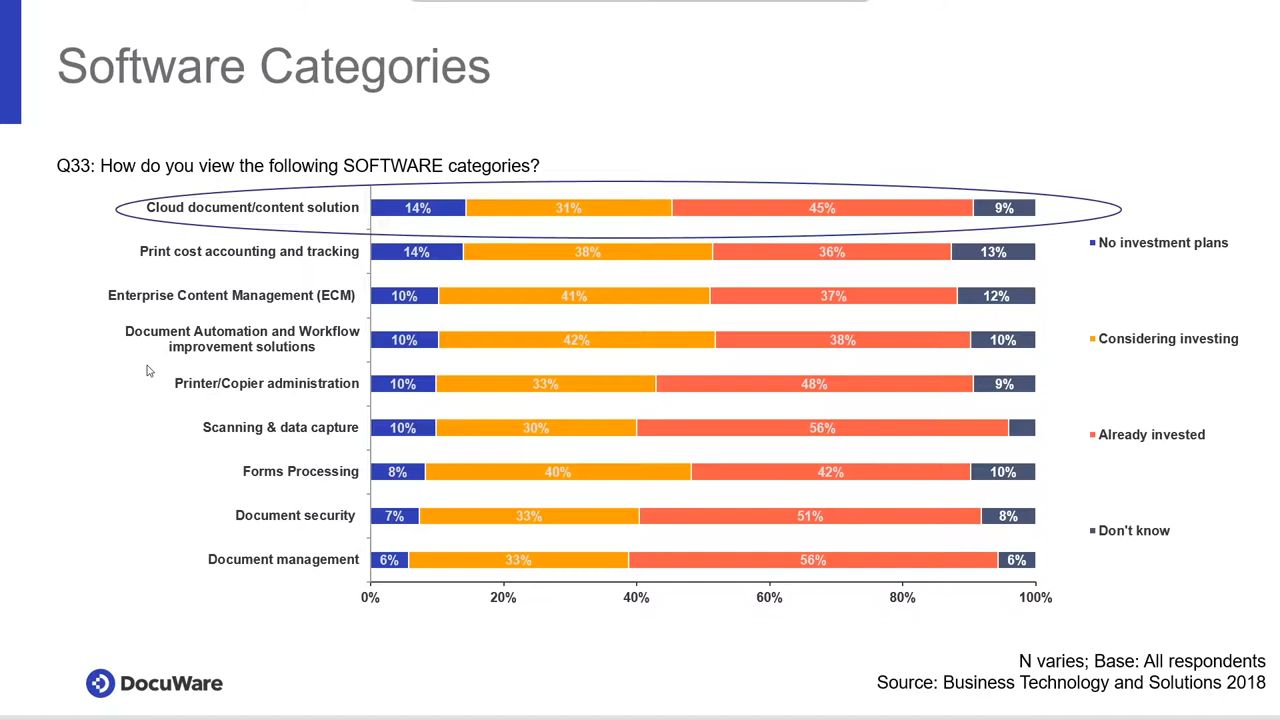 Software Categories
Q33: How do you view the following SOFTWARE categories?
Cloud document/content solution 14% 31% 45% 9%
Print cost accounting and tracking 14% 38% 36% 13%
Enterprise Content Management (ECM) 10% 41% 37% 12%
Document Automation and Workflow
improvement solutions 10% 42% 38% 10%
Printer/Copier administration 10% 33% 48% 9%
Scanning & data capture 10% 30% 56%
Forms Processing 8% 40% 42% 10%
Document security 7% 33% 51% 8%
Document management 6% 33% 56% 6%
0% 20% 40% 60% 80% 100%
No investment plans
Considering investing
Already invested
Don't know
DocuWare
N varies; Base: All respondents
Source: Business Technology and Solutions 2018